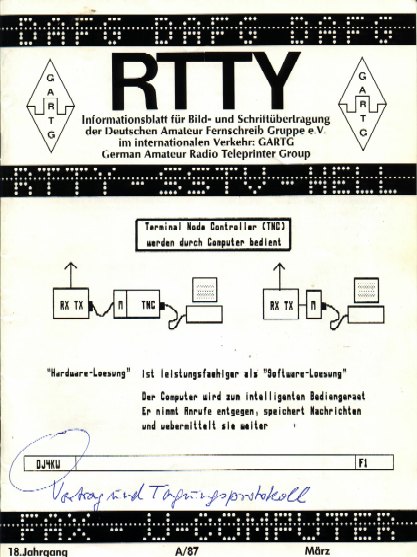 DAFG DAFG DAFG
RTTY
GARTG
GARTG
Informationsblatt für Bild- und Schriftübertragung
der Deutschen Amateur Fernschreib Gruppe e.V.
im internationalen Verkehr: GARTG
German Amateur Radio Teleprinter Group
RTTY-SSTV-HELL
Terminal Node Controller (TNC)
werden durch Computer bedient
RX TX M TNC
RX TX M
"Hardware-Loesung" ist leistungsfaehiger als "Software-Loesung"
Der Computer wird zum intelligenten Bediengeraet
Er nimmt Anrufe entgegen, speichert Nachrichten
und uebermittelt sie weiter
DJ4KW F1
Vortrag und Tagungsprotokoll
FAX - L-COMPUTER
18.Jahrgang A/87 März